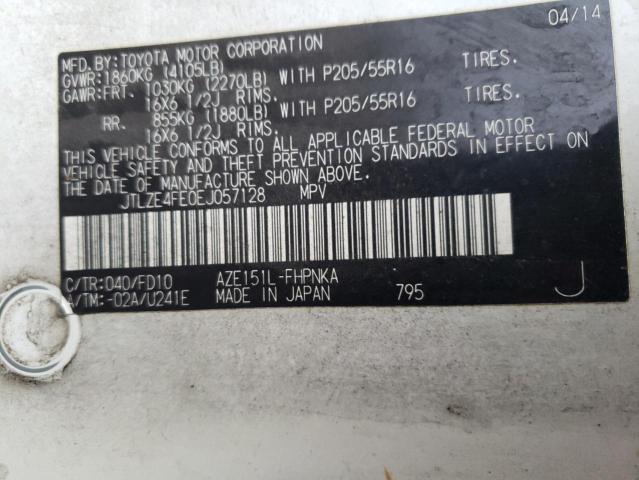 04/14
MFD.BY:TOYOTA MOTOR CORPORATION
GVWR:1860KG (4105LB)
GAWR:FRT. 1030KG (2270LB) WITH P205/55R16 TIRES.
16X6 1/2J RIMS.
RR. 855KG (1880LB) WITH P205/55R16 TIRES.
16X6 1/2J RIMS.
THIS VEHICLE CONFORMS TO ALL APPLICABLE FEDERAL MOTOR
VEHICLE SAFETY AND THEFT PREVENTION STANDARDS IN EFFECT ON
THE DATE OF MANUFACTURE SHOWN ABOVE.
JTLZE4FE0EJ057128 MPV
C/TR:040/FD10 AZE151L-FHPNKA
A/TM:-02A/U241E MADE IN JAPAN 795 J